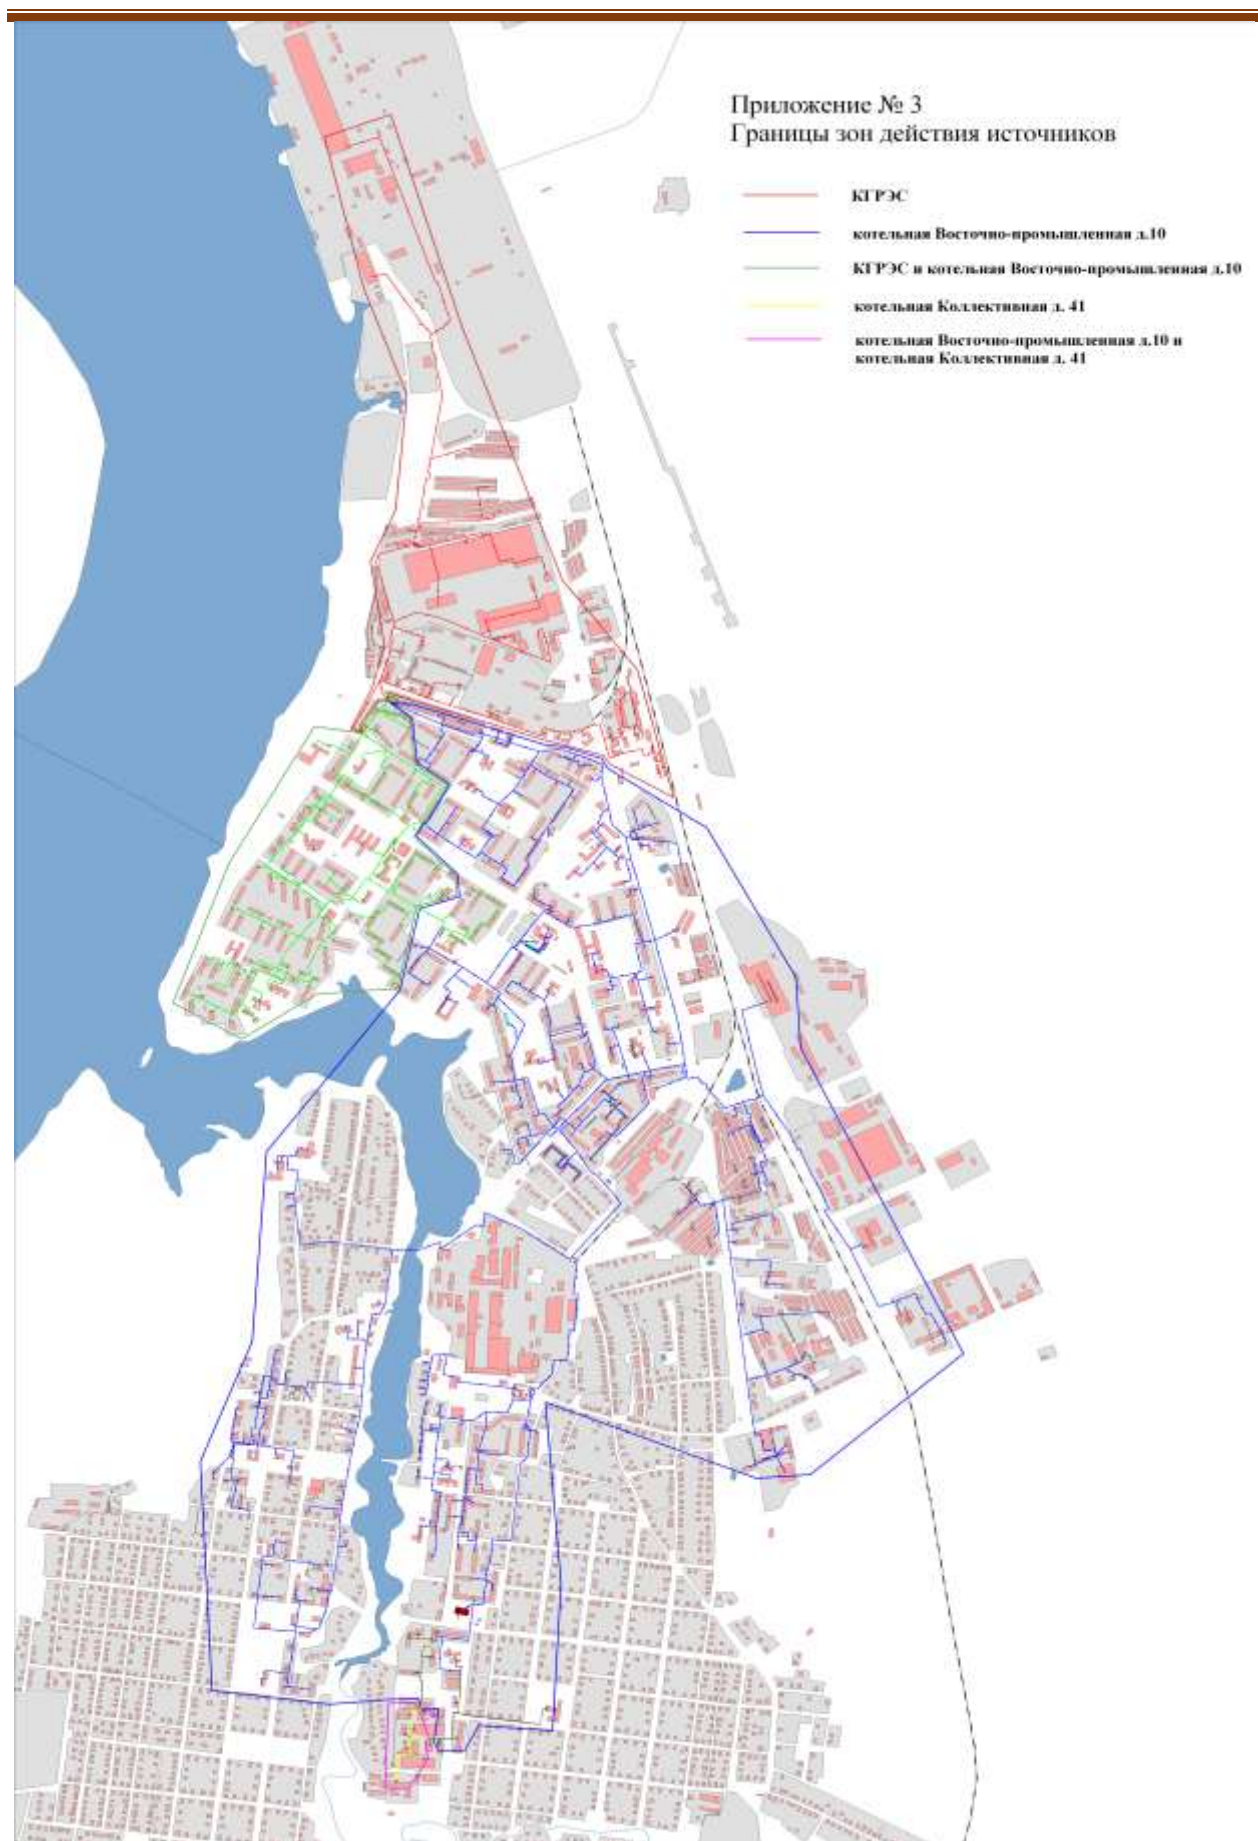 Приложение № 3
Границы зон действия источников
КГРЭС
котельная Восточно-промышленная д.10
КГРЭС и котельная Восточно-промышленная д.10
котельная Коллективная д. 41
котельная Восточно-промышленная д.10 и
котельная Коллективная д. 41